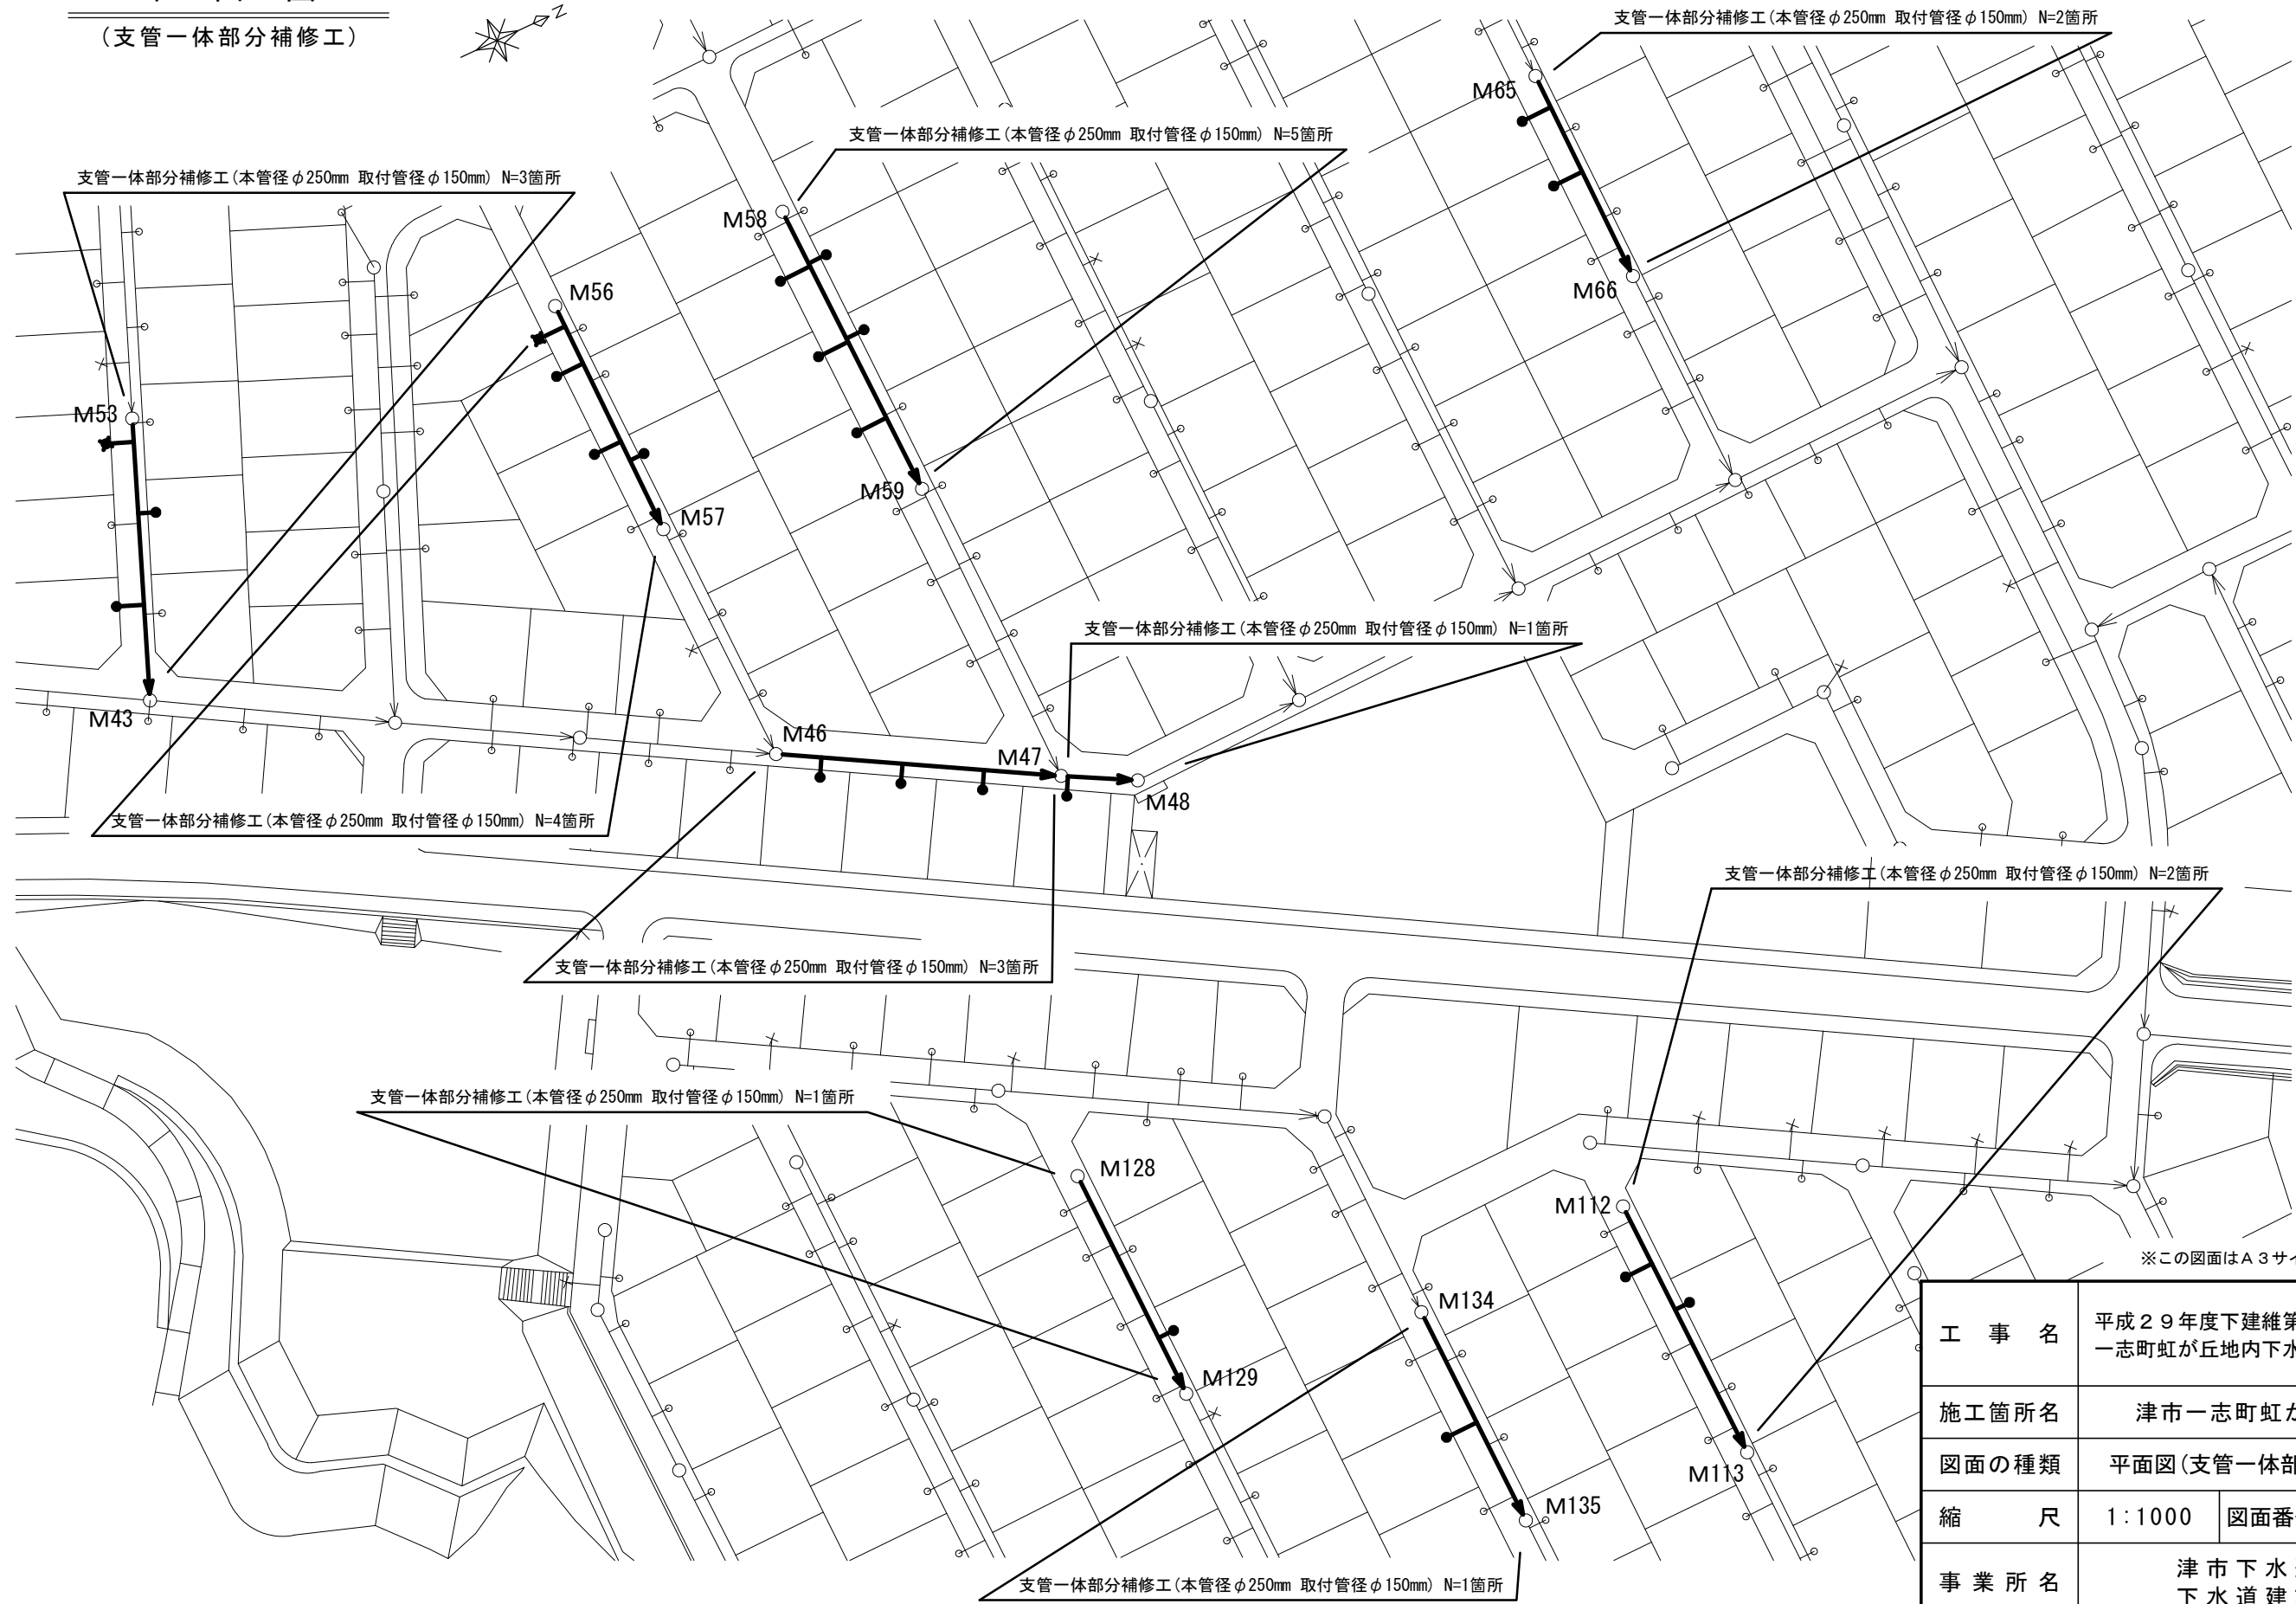 (支管一体部分補修工)
N
支管一体部分補修工(本管径φ250mm 取付管径φ150mm) N=2箇所
M65
支管一体部分補修工(本管径φ250mm 取付管径φ150mm) N=5箇所
支管一体部分補修工(本管径φ250mm 取付管径φ150mm) N=3箇所
M58
M56
M66
M53
M59
M57
支管一体部分補修工(本管径φ250mm 取付管径φ150mm) N=1箇所
M43
M46
M47
M48
支管一体部分補修工(本管径φ250mm 取付管径φ150mm) N=4箇所
支管一体部分補修工(本管径φ250mm 取付管径φ150mm) N=2箇所
支管一体部分補修工(本管径φ250mm 取付管径φ150mm) N=3箇所
支管一体部分補修工(本管径φ250mm 取付管径φ150mm) N=1箇所
M128
M112
M134
M129
M113
M135
支管一体部分補修工(本管径φ250mm 取付管径φ150mm) N=1箇所
※この図面はA3サイ
工事名 平成29年度下建維第
一志町虹が丘地内下水
施工箇所名 津市一志町虹が
図面の種類 平面図(支管一体部
縮尺 1:1000 図面番
事業所名 津市下水
下水道建